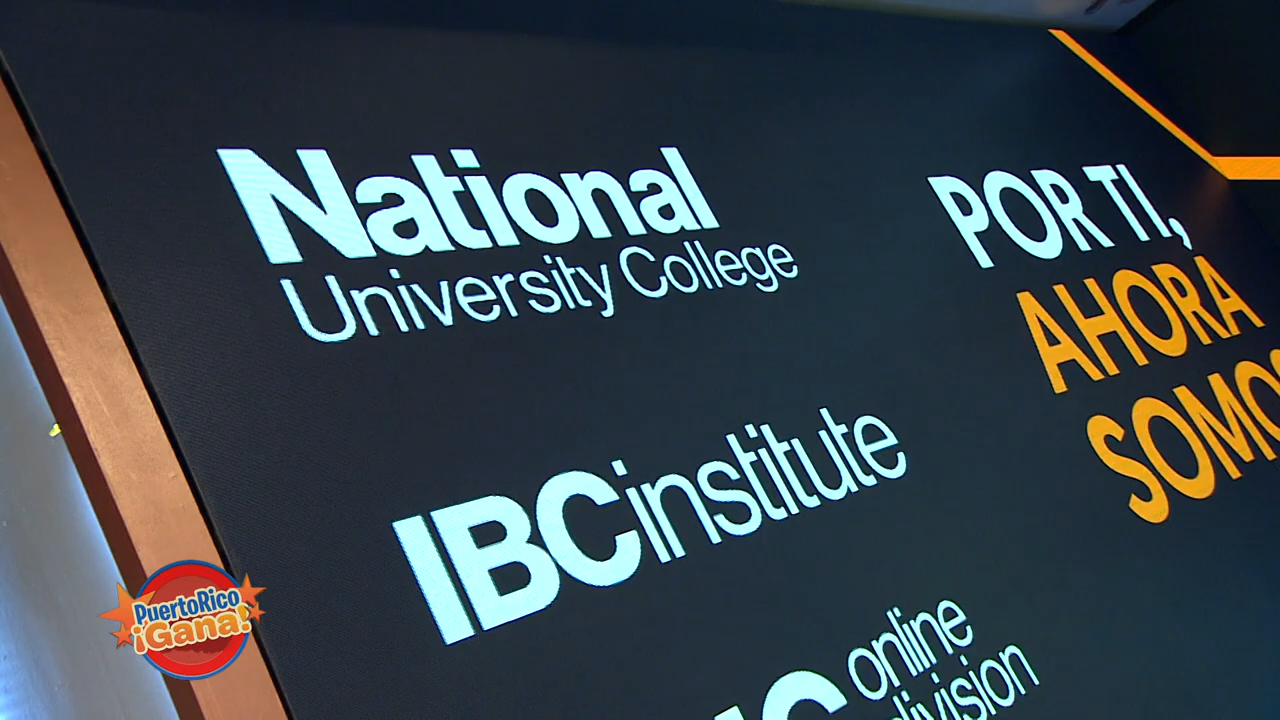 National
University College
IBC institute
online
division
POR TI,
AHORA
PuertoRico
¡Gana!